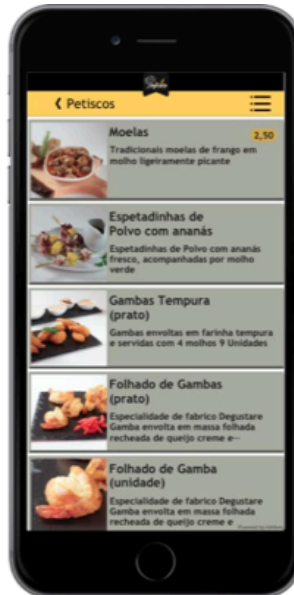 ❮ Petiscos
Moelas
2,50
Tradicionais moelas de frango em
molho ligeiramente picante
Espetadinhas de
Polvo com ananás
Espetadinhas de Polvo com ananás
fresco, acompanhadas por molho
verde
Gambas Tempura
(prato)
Gambas envoltas em farinha tempura
e servidas com 4 molhos 9 Unidades
Folhado de Gambas
(prato)
Especialidade de fabrico Degustare
Gamba envolta em massa folhada
recheada de queijo creme e--
Folhado de Gamba
(unidade)
Especialidade de fabrico Degustare
Gamba envolta em massa folhada
recheada de queijo creme e